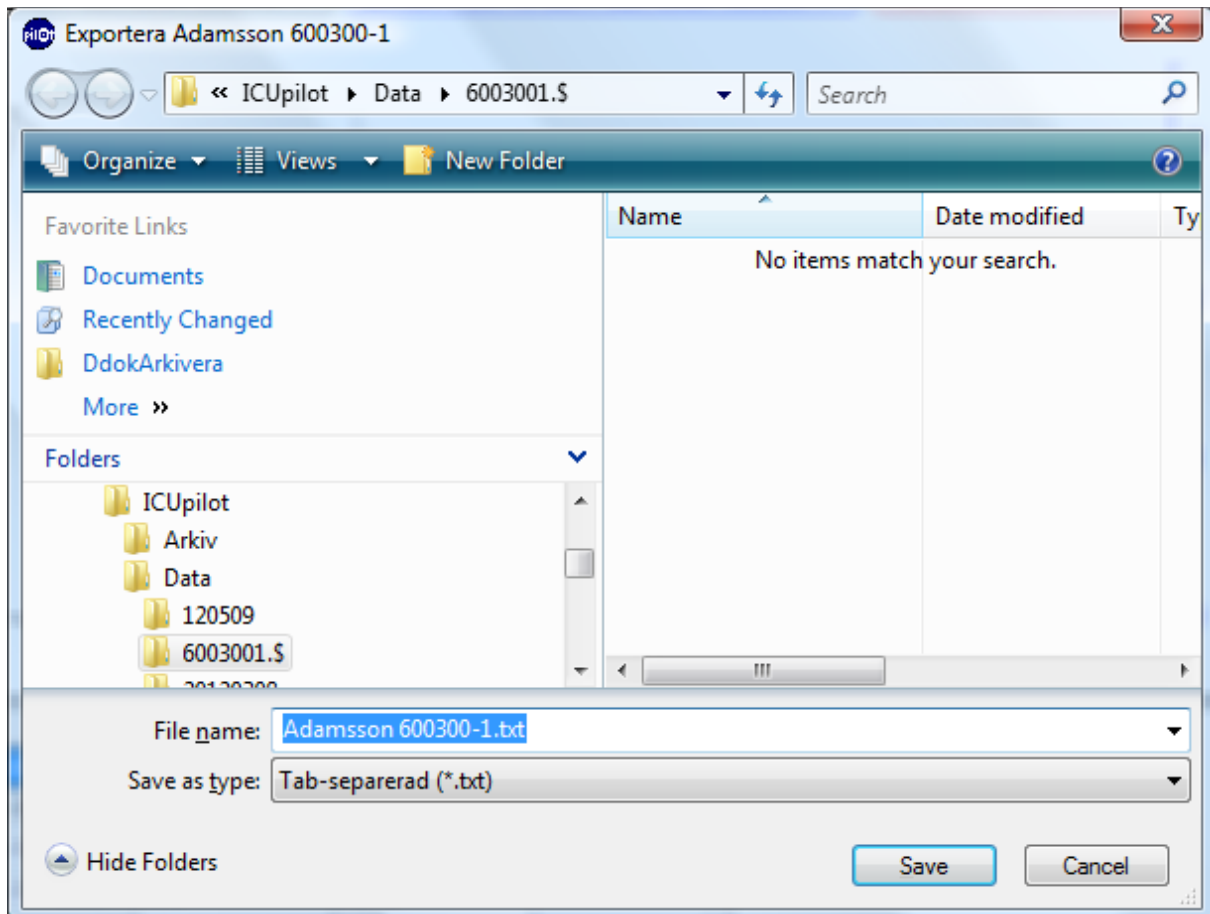 PILOT Exportera Adamsson 600300-1
« ICUpilot Data 6003001.$ Search
Organize Views New Folder ?
Favorite Links
Documents
Recently Changed
DdokArkivera
More »
Folders
ICUpilot
Arkiv
Data
120509
6003001.$
Name Date modified Ty
No items match your search.
File name: Adamsson 600300-1.txt
Save as type: Tab-separerad (*.txt)
Hide Folders Save Cancel